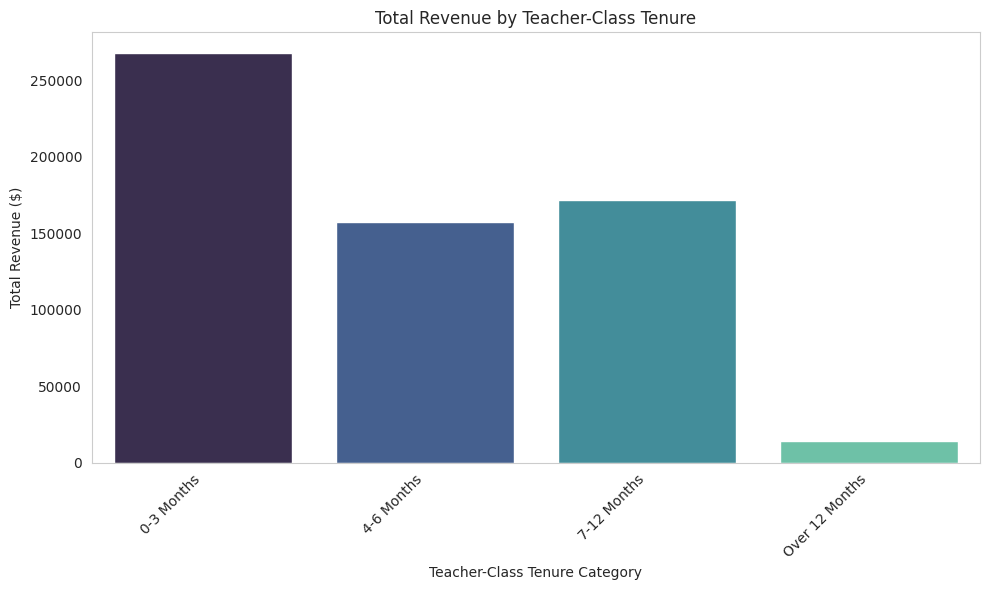 Total Revenue by Teacher-Class Tenure
Total Revenue ($)
250000
200000
150000
100000
50000
0
0-3 Months
4-6 Months
7-12 Months
Over 12 Months
Teacher-Class Tenure Category